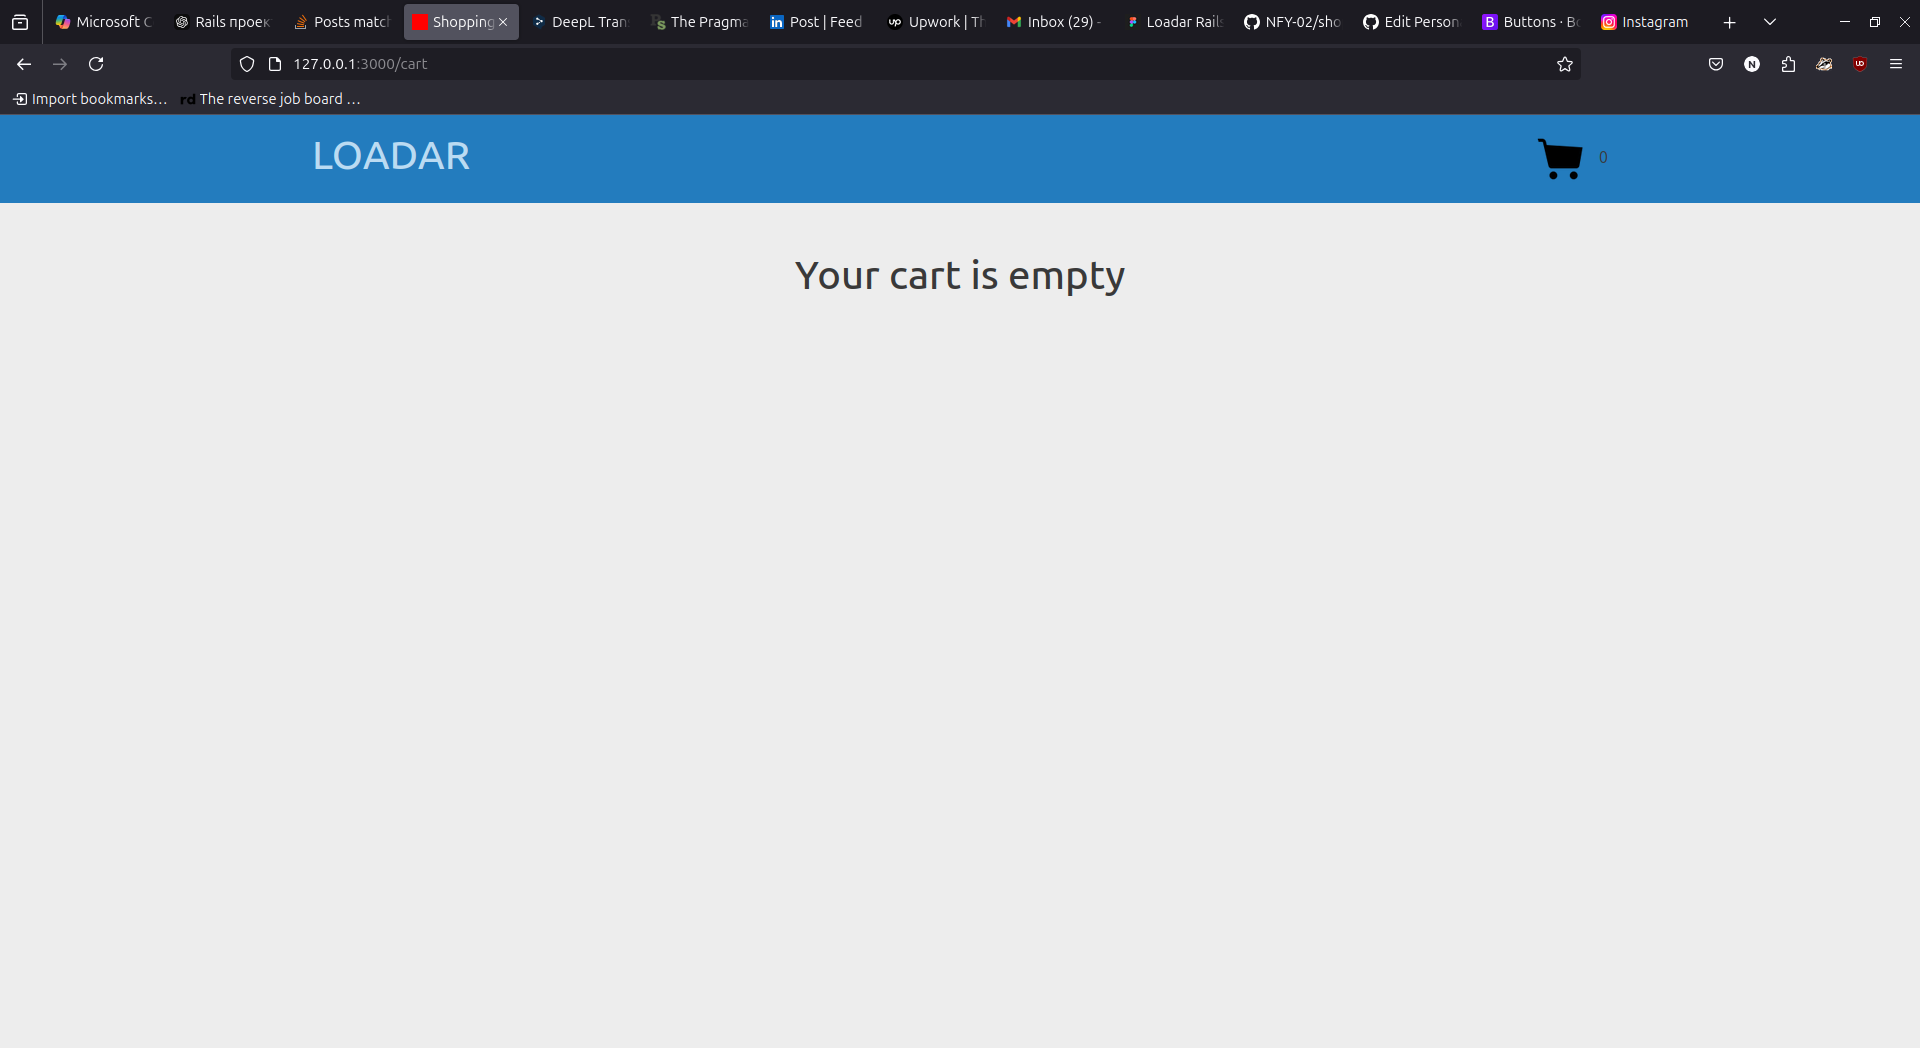 Microsoft C Rails проек Posts match Shopping DeepL Tran The Pragma Post | Feed Upwork | Th Inbox (29) - Loadar Rails NFY-02/sho Edit Person Buttons · Bo Instagram
127.0.0.1:3000/cart
Import bookmarks... rd The reverse job board ...
LOADAR 0
Your cart is empty